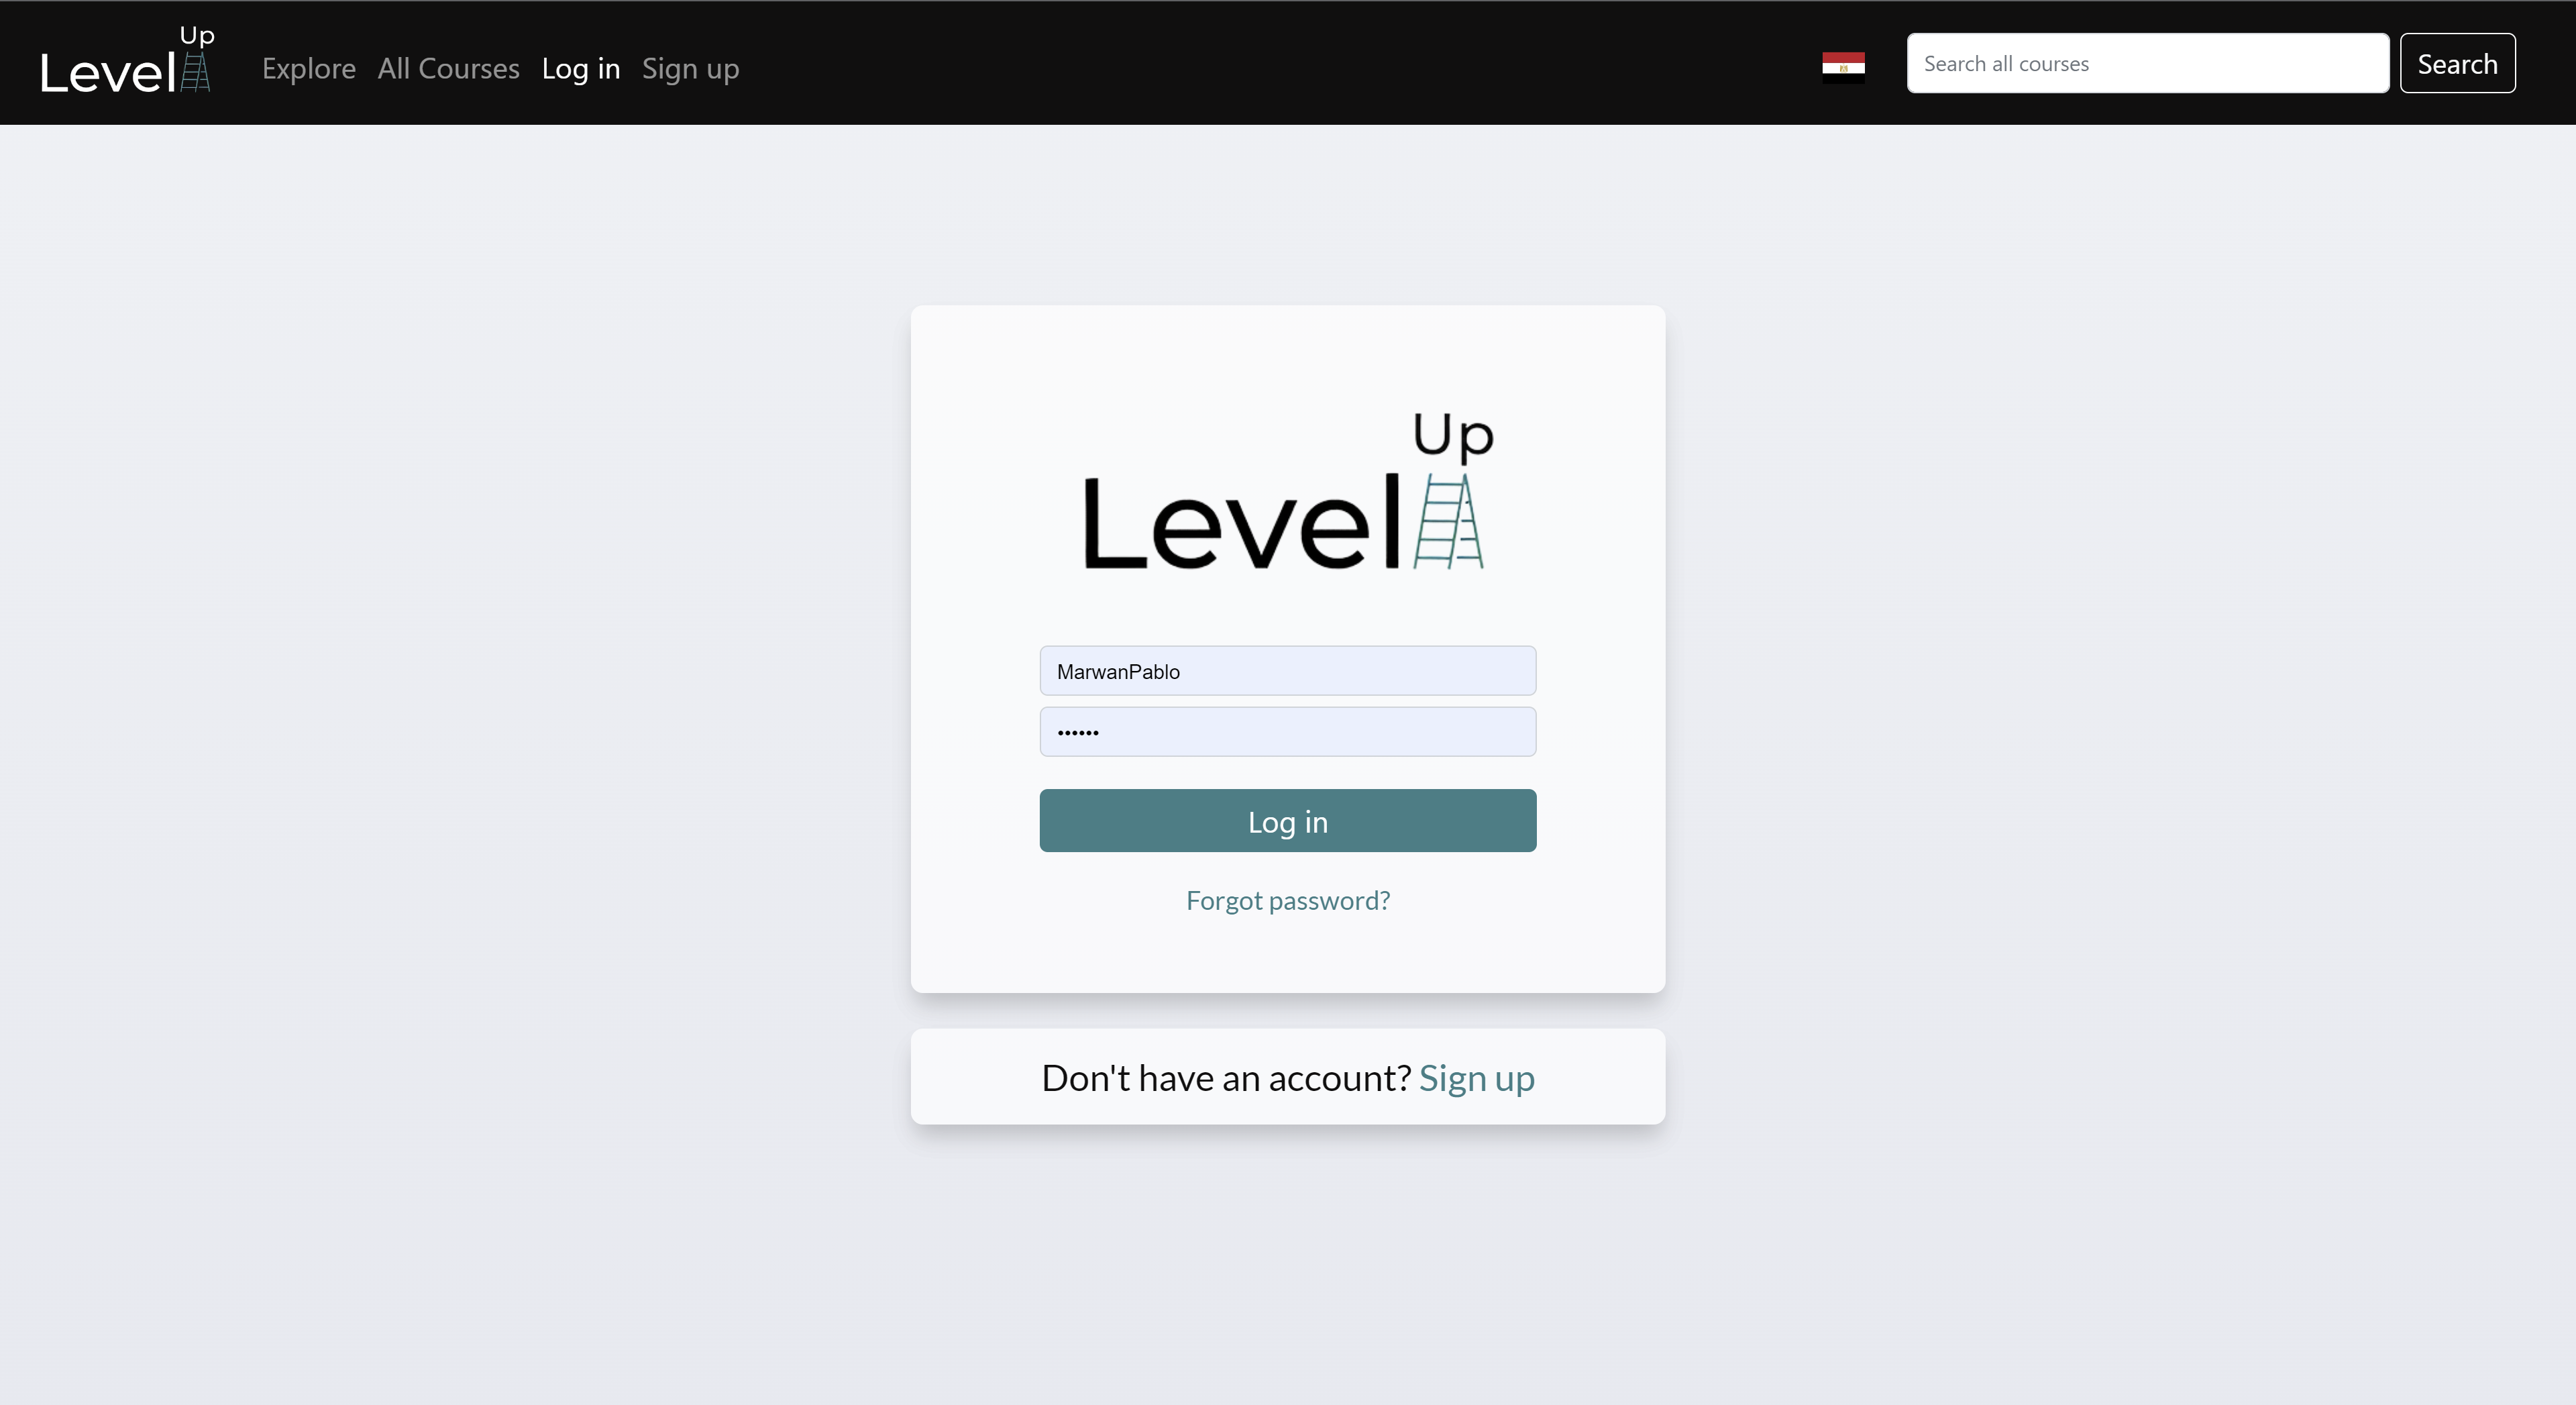 Level Up
Explore
All Courses
Log in
Sign up
Search all courses
Search
Level Up
MarwanPablo
••••••
Log in
Forgot password?
Don't have an account? Sign up